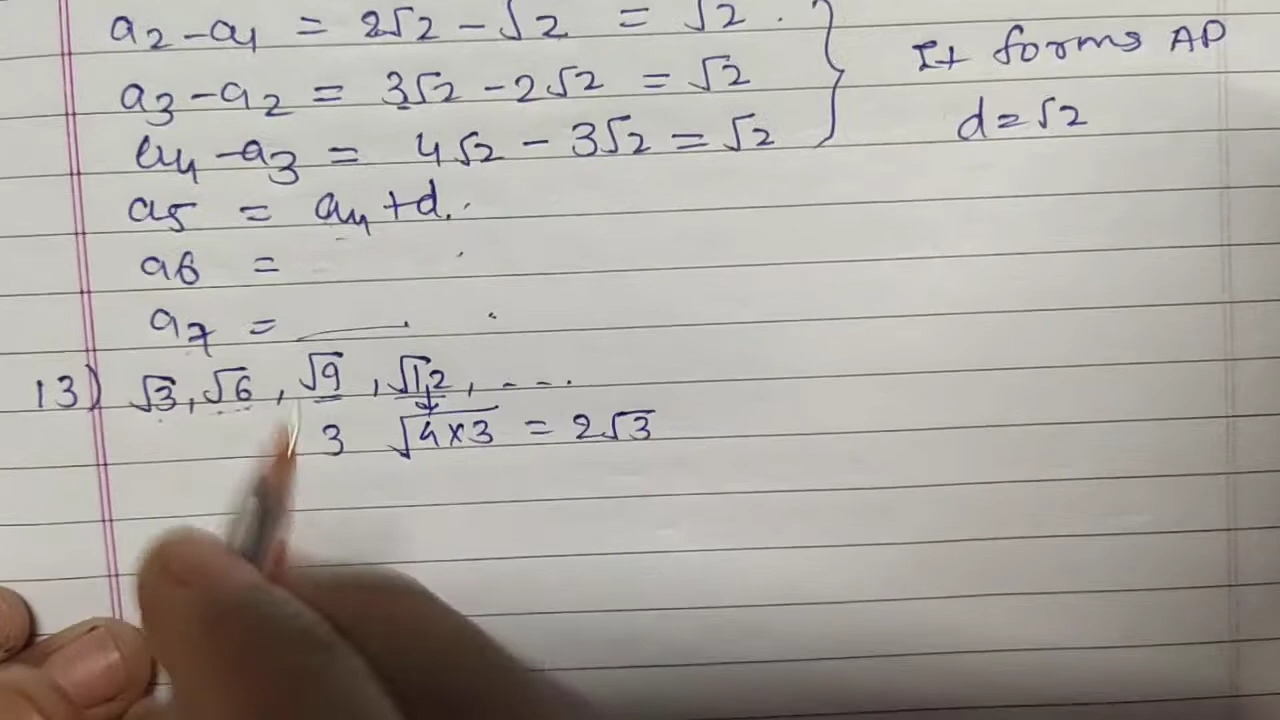 a2 - a1 = 2√2 - √2 = √2 .
a3 - a2 = 3√2 - 2√2 = √2
a4 - a3 = 4√2 - 3√2 = √2
It forms AP
d = √2
a5 = a4 + d.
a6 =
a7 =
13) √3, √6, √9, √12, ....
3 √4×3 = 2√3